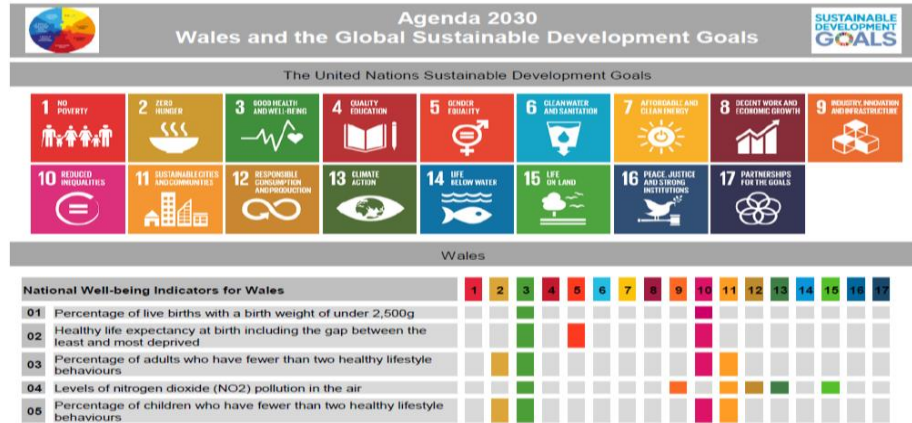 Agenda 2030
Wales and the Global Sustainable Development Goals
SUSTAINABLE
DEVELOPMENT
GOALS
The United Nations Sustainable Development Goals
1 NO
POVERTY
2 ZERO
HUNGER
3 GOOD HEALTH
AND WELL-BEING
4 QUALITY
EDUCATION
5 GENDER
EQUALITY
6 CLEAN WATER
AND SANITATION
7 AFFORDABLE AND
CLEAN ENERGY
8 DECENT WORK AND
ECONOMIC GROWTH
9 INDUSTRY, INNOVATION
AND INFRASTRUCTURE
10 REDUCED
INEQUALITIES
11 SUSTAINABLE CITIES
AND COMMUNITIES
12 RESPONSIBLE
CONSUMPTION
AND PRODUCTION
13 CLIMATE
ACTION
14 LIFE
BELOW WATER
15 LIFE
ON LAND
16 PEACE, JUSTICE
AND STRONG
INSTITUTIONS
17 PARTNERSHIPS
FOR THE GOALS
Wales
National Well-being Indicators for Wales 1 2 3 4 5 6 7 8 9 10 11 12 13 14 15 16 17
01 Percentage of live births with a birth weight of under 2,500g
02 Healthy life expectancy at birth including the gap between the
least and most deprived
03 Percentage of adults who have fewer than two healthy lifestyle
behaviours
04 Levels of nitrogen dioxide (NO2) pollution in the air
05 Percentage of children who have fewer than two healthy lifestyle
behaviours